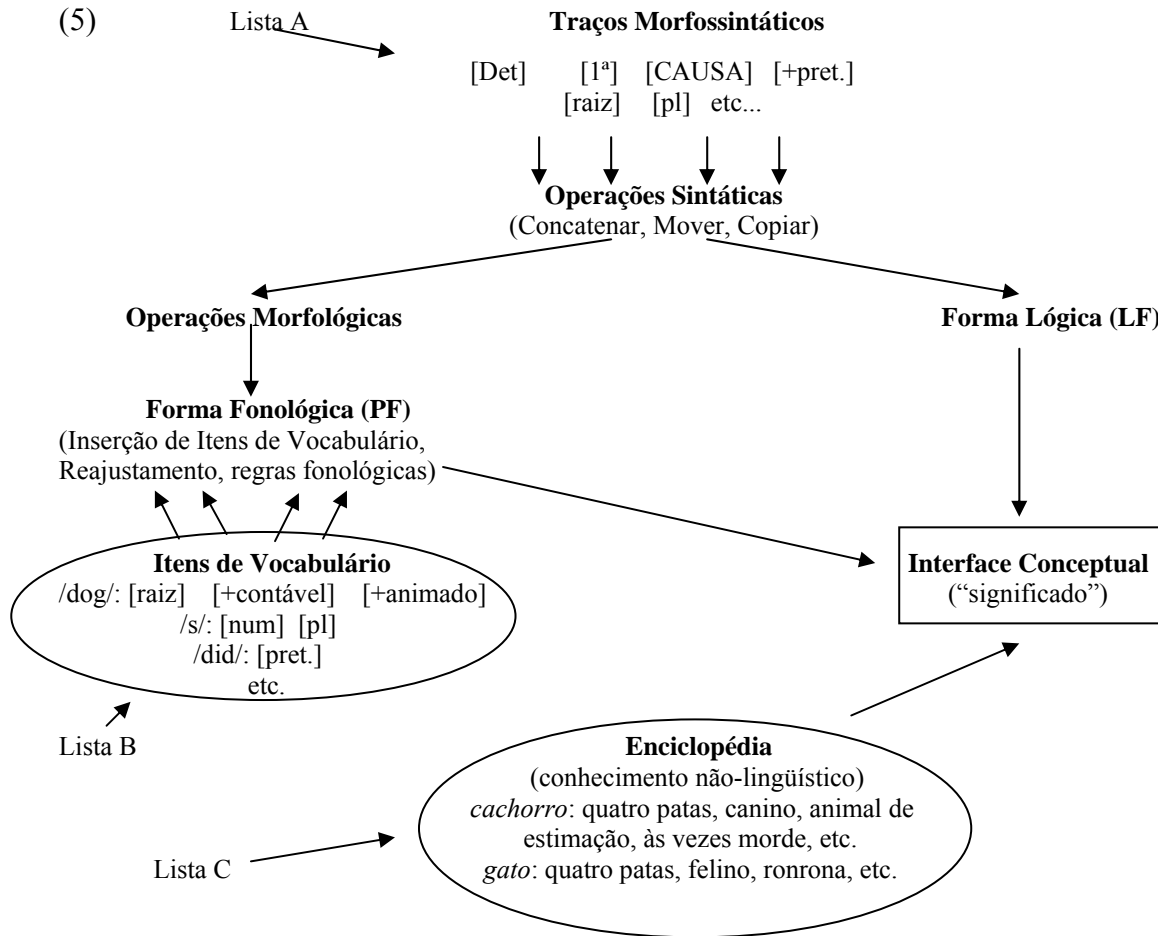 (5)
Lista A
Traços Morfossintáticos
[Det] [1ª] [CAUSA] [+pret.]
[raiz] [pl] etc...
Operações Sintáticas
(Concatenar, Mover, Copiar)
Operações Morfológicas
Forma Lógica (LF)
Forma Fonológica (PF)
(Inserção de Itens de Vocabulário,
Reajustamento, regras fonológicas)
Itens de Vocabulário
/dog/: [raiz] [+contável] [+animado]
/s/: [num] [pl]
/did/: [pret.]
etc.
Interface Conceptual
(“significado”)
Lista B
Enciclopédia
(conhecimento não-lingüístico)
cachorro: quatro patas, canino, animal de
estimação, às vezes morde, etc.
gato: quatro patas, felino, ronrona, etc.
Lista C